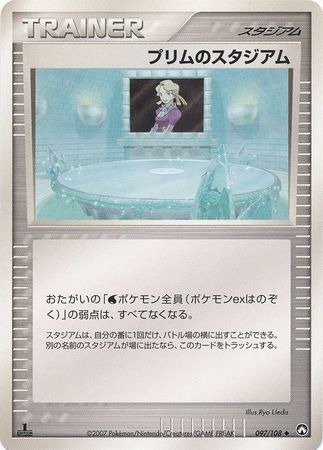 TRAINER
スタジアム
プリムのスタジアム
おたがいの「ポケモン全員(ポケモンexはのぞ
く)」の弱点は、すべてなくなる。
スタジアムは、自分の番に1回だけ、バトル場の横に出すことができる。
別の名前のスタジアムが場に出たなら、このカードをトラッシュする。
Illus.Ryo Ueda
1
EDITION
©2007 Pokémon/Nintendo/Creatures/GAME FREAK
097/108 ◆